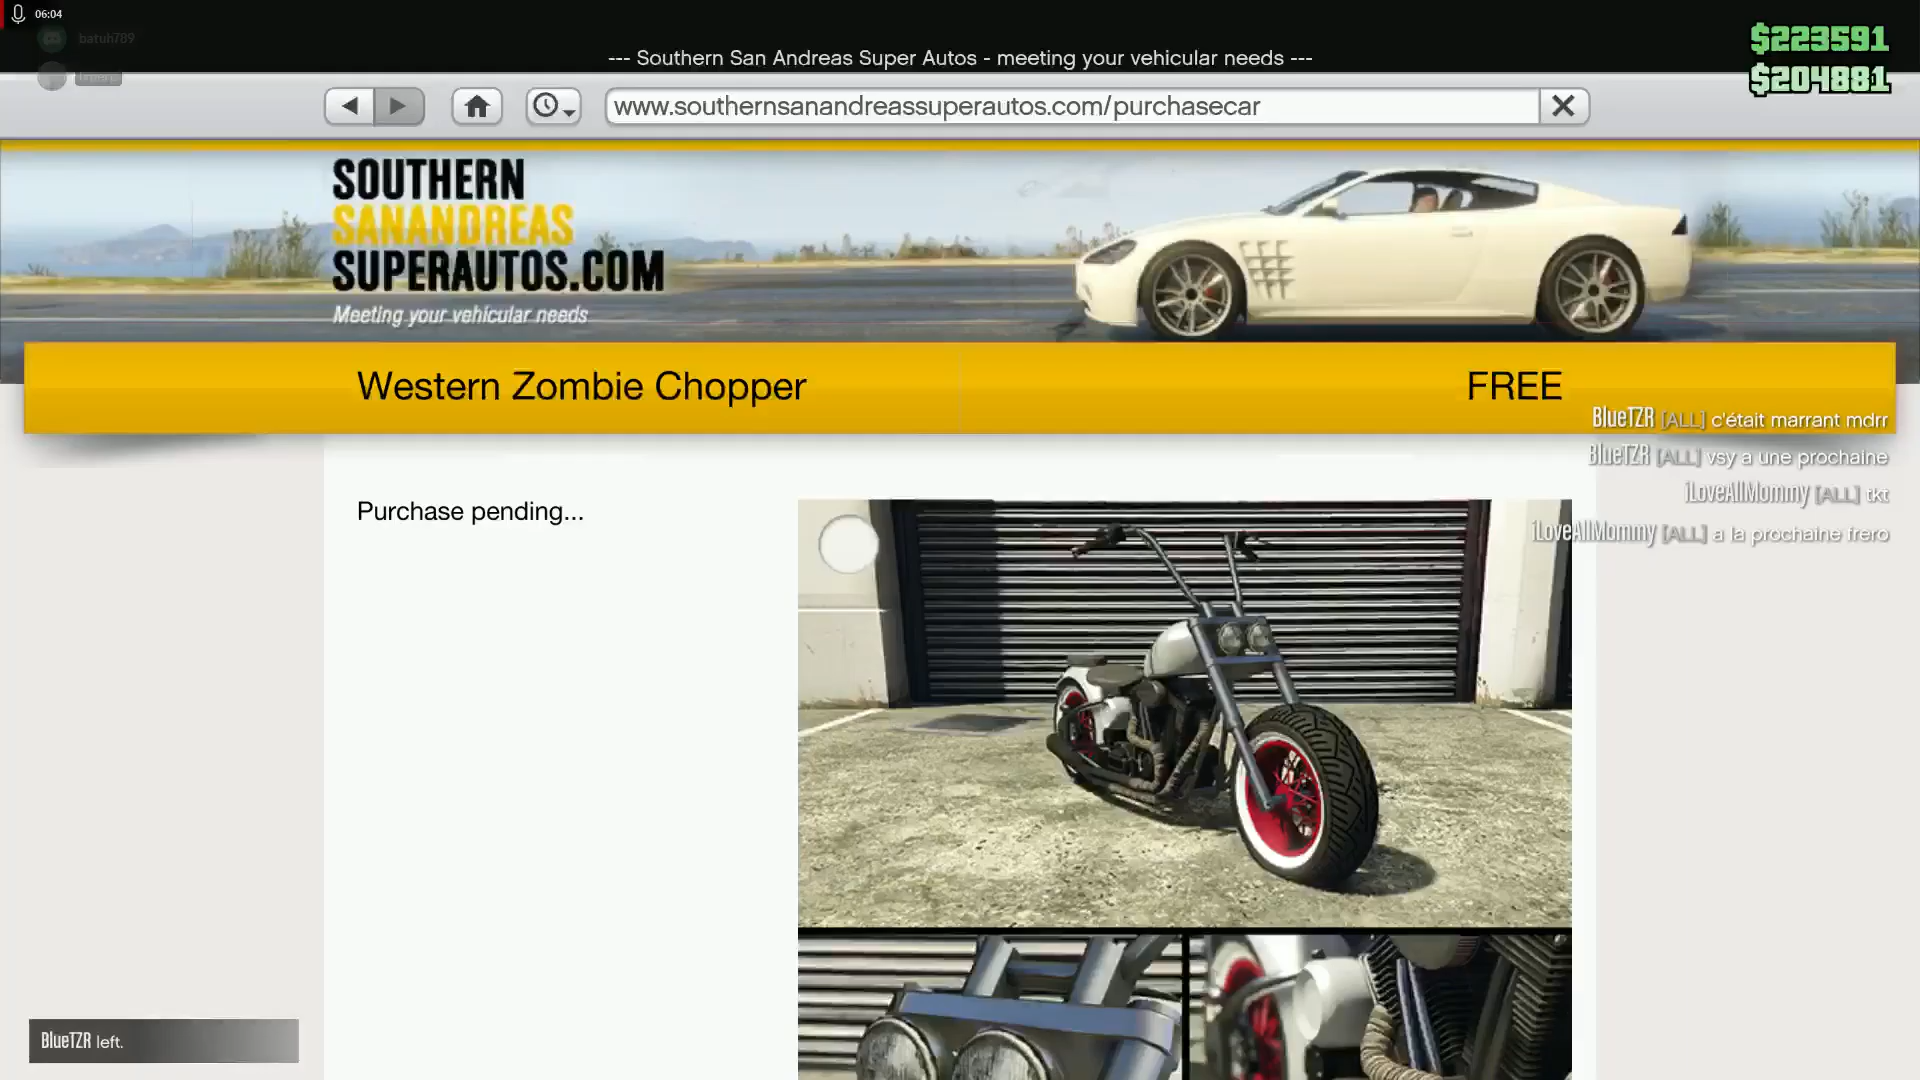 06:04
batuh789
--- Southern San Andreas Super Autos - meeting your vehicular needs ---
$223591
$204881
www.southernsanandreassuperautos.com/purchasecar
SOUTHERN
SANANDREAS
SUPERAUTOS.COM
Meeting your vehicular needs
Western Zombie Chopper
FREE
BlueTZR [ALL] c'était marrant mdrr
BlueTZR [ALL] vsy a une prochaine
iLoveAllMommy [ALL] tkt
iLoveAllMommy [ALL] a la prochaine frero
Purchase pending...
BlueTZR left.